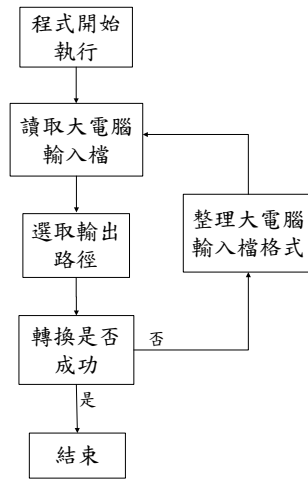 程式開始
執行
讀取大電腦
輸入檔
選取輸出
路徑
整理大電腦
輸入檔格式
轉換是否
成功
否
是
結束